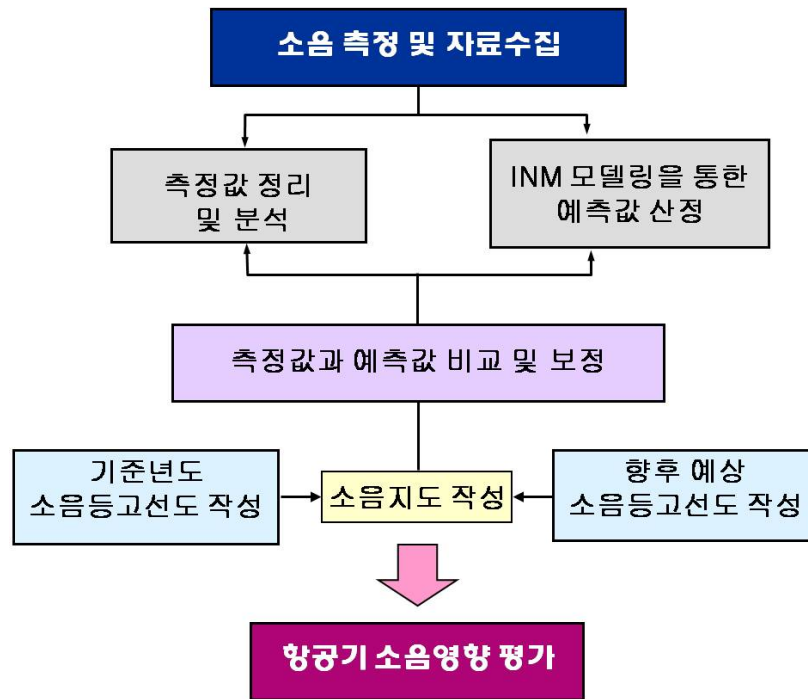 소음 측정 및 자료수집
측정값 정리
및 분석
INM 모델링을 통한
예측값 산정
측정값과 예측값 비교 및 보정
기준년도
소음등고선도 작성
소음지도 작성
향후 예상
소음등고선도 작성
항공기 소음영향 평가